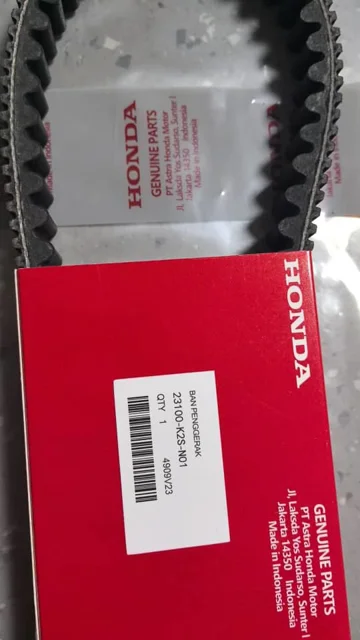 HONDA
GENUINE PARTS
PT Astra Honda Motor
Jl. Laksda Yos Sudarso, Sunter I
Jakarta 14350 Indonesia
Made in Indonesia
HONDA
GENUINE PARTS
PT Astra Honda Motor
Jl. Laksda Yos Sudarso, Sunter I
Jakarta 14350 Indonesia
Made in Indonesia
BAN PENGGERAK
23100-K2S-N01
QTY 1 4909V23